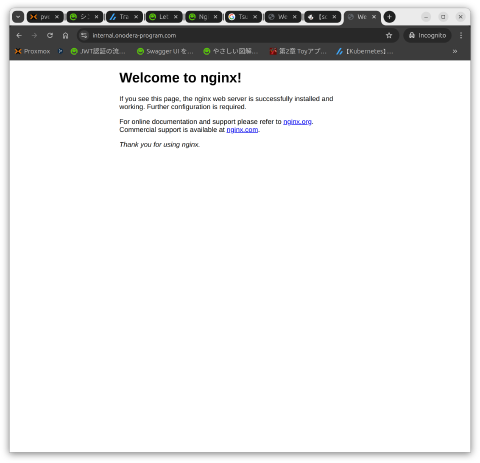 pve
Tra
Let
Ng
Tsu
We
We
internal.onodera-program.com
Incognito
Proxmox
JWT認証の流...
Swagger UI を...
やさしい図解...
第2章 Toyアプ...
【Kubernetes】...
Welcome to nginx!
If you see this page, the nginx web server is successfully installed and
working. Further configuration is required.
For online documentation and support please refer to nginx.org.
Commercial support is available at nginx.com.
Thank you for using nginx.